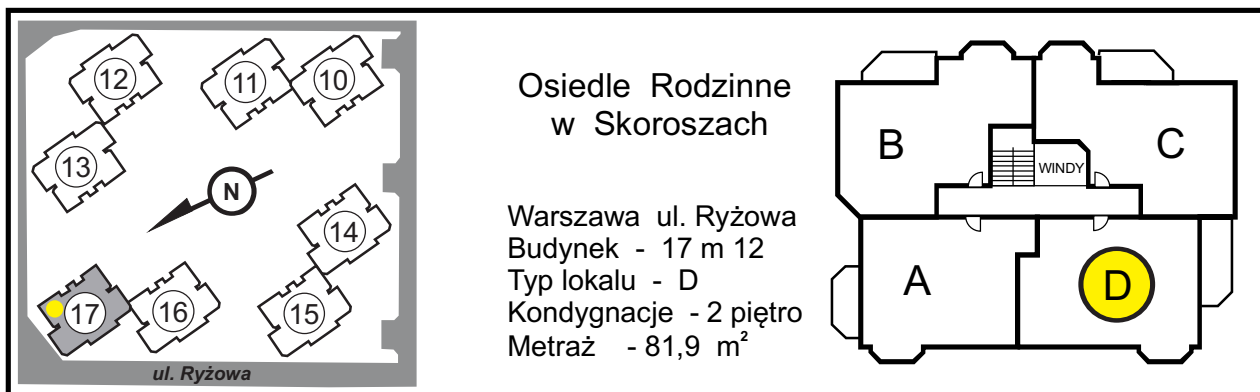 12
11
10
13
N
14
17
16
15
ul. Ryżowa
Osiedle Rodzinne
w Skoroszach
Warszawa ul. Ryżowa
Budynek - 17 m 12
Typ lokalu - D
Kondygnacje - 2 piętro
Metraż - 81,9 m²
B
C
WINDY
A
D